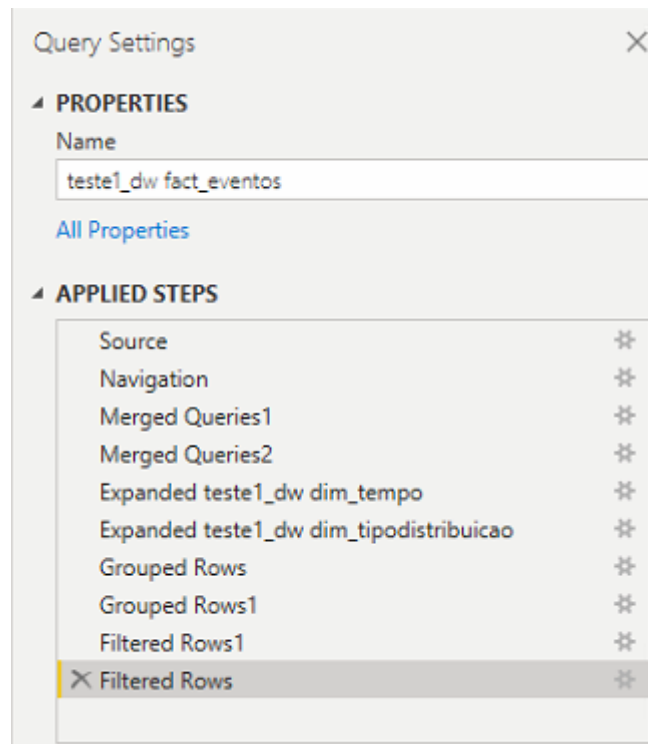 Query Settings
PROPERTIES
Name
teste1_dw fact_eventos
All Properties
APPLIED STEPS
Source
Navigation
Merged Queries1
Merged Queries2
Expanded teste1_dw dim_tempo
Expanded teste1_dw dim_tipodistribuicao
Grouped Rows
Grouped Rows1
Filtered Rows1
Filtered Rows